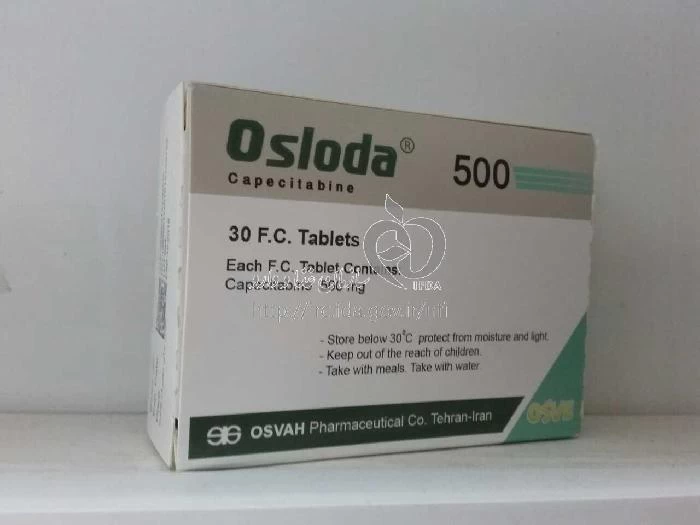 Osloda®
Capecitabine
500
30 F.C. Tablets
Each F.C. Tablet Contains:
Capecitabine 500 mg
IFDA
- Store below 30°C protect from moisture and light.
- Keep out of the reach of children.
- Take with meals. Take with water.
OSVAH Pharmaceutical Co. Tehran-Iran